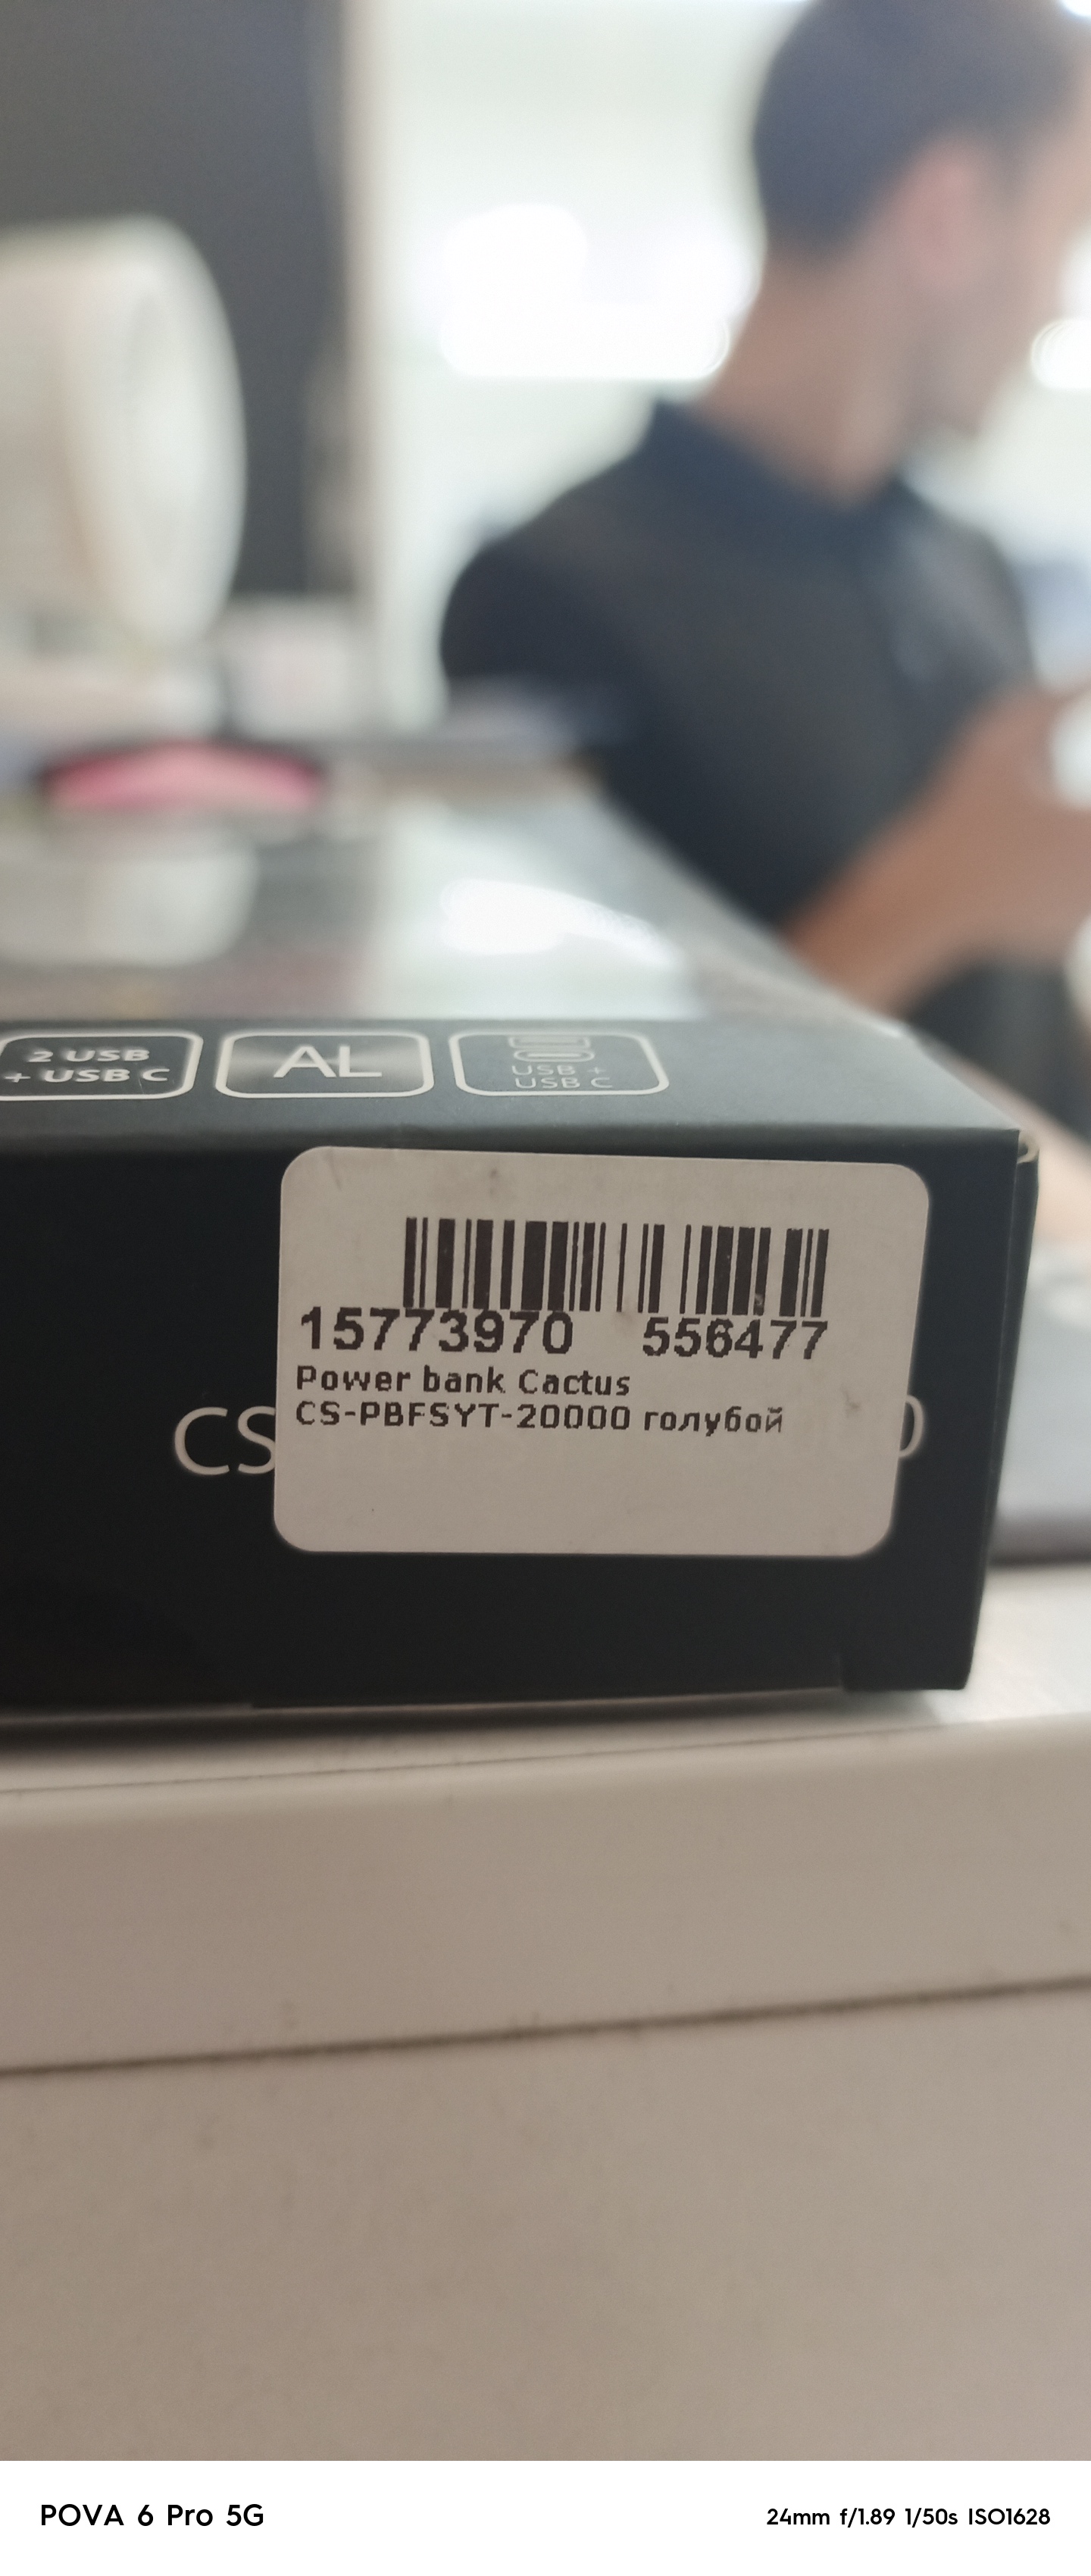 2 USB
+ USB C
AL
USB +
USB C
15773970 556477
Power bank Cactus
CS-PBFSYT-20000 голубой
CS
0
POVA 6 Pro 5G
24mm f/1.89 1/50s ISO1628